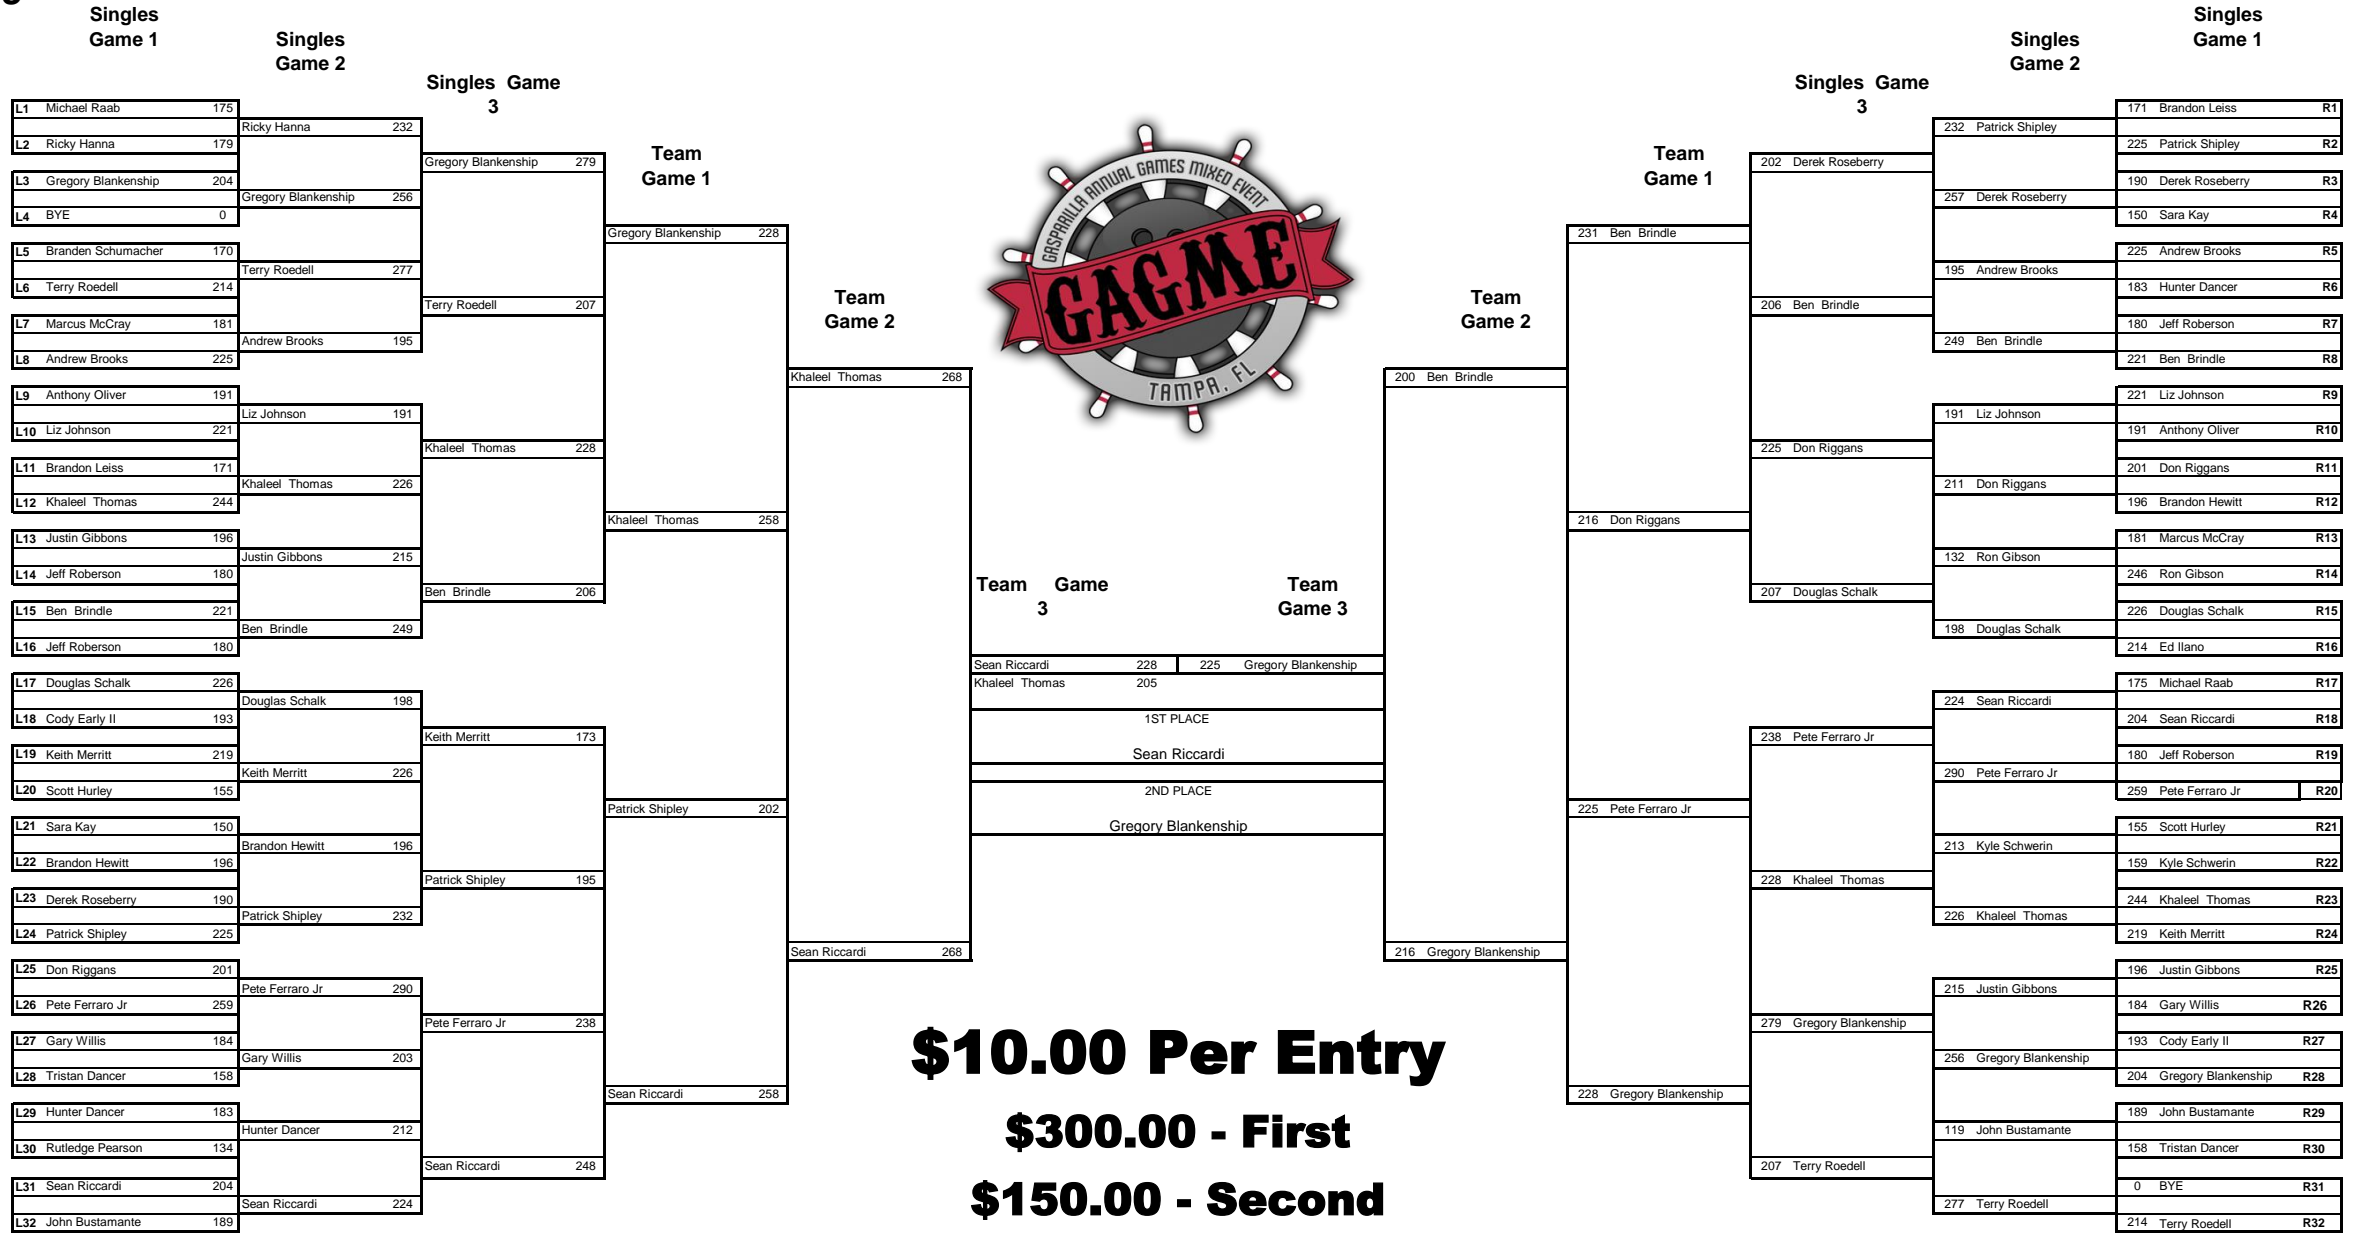 Singles
Game 1
Singles
Game 2
Singles Game
3
Team
Game 1
Team
Game 2
Team Game
3
L1 Michael Raab 175
L2 Ricky Hanna 179
L3 Gregory Blankenship 204
L4 BYE 0
L5 Branden Schumacher 170
L6 Terry Roedell 214
L7 Marcus McCray 181
L8 Andrew Brooks 225
L9 Anthony Oliver 191
L10 Liz Johnson 221
L11 Brandon Leiss 171
L12 Khaleel Thomas 244
L13 Justin Gibbons 196
L14 Jeff Roberson 180
L15 Ben Brindle 221
L16 Jeff Roberson 180
L17 Douglas Schalk 226
L18 Cody Early II 193
L19 Keith Merritt 219
L20 Scott Hurley 155
L21 Sara Kay 150
L22 Brandon Hewitt 196
L23 Derek Roseberry 190
L24 Patrick Shipley 225
L25 Don Riggans 201
L26 Pete Ferraro Jr 259
L27 Gary Willis 184
L28 Tristan Dancer 158
L29 Hunter Dancer 183
L30 Rutledge Pearson 134
L31 Sean Riccardi 204
L32 John Bustamante 189
Ricky Hanna 232
Gregory Blankenship 256
Terry Roedell 277
Andrew Brooks 195
Liz Johnson 191
Khaleel Thomas 226
Justin Gibbons 215
Ben Brindle 249
Douglas Schalk 198
Keith Merritt 226
Brandon Hewitt 196
Patrick Shipley 232
Pete Ferraro Jr 290
Gary Willis 203
Hunter Dancer 212
Sean Riccardi 224
Gregory Blankenship 279
Terry Roedell 207
Khaleel Thomas 228
Ben Brindle 206
Keith Merritt 173
Patrick Shipley 195
Pete Ferraro Jr 238
Sean Riccardi 248
Gregory Blankenship 228
Khaleel Thomas 258
Patrick Shipley 202
Sean Riccardi 258
Khaleel Thomas 268
Sean Riccardi 268
GASPARILLA ANNUAL GAMES MIXED EVENT
GAGME
TAMPA, FL
Sean Riccardi 228 225 Gregory Blankenship
Khaleel Thomas 205
1ST PLACE
Sean Riccardi
2ND PLACE
Gregory Blankenship
$10.00 Per Entry
$300.00 - First
$150.00 - Second
Team
Game 3
Team
Game 2
Team
Game 1
Singles Game
3
Singles
Game 2
Singles
Game 1
200 Ben Brindle
216 Gregory Blankenship
231 Ben Brindle
216 Don Riggans
225 Pete Ferraro Jr
228 Gregory Blankenship
202 Derek Roseberry
206 Ben Brindle
225 Don Riggans
207 Douglas Schalk
238 Pete Ferraro Jr
228 Khaleel Thomas
279 Gregory Blankenship
207 Terry Roedell
232 Patrick Shipley
257 Derek Roseberry
195 Andrew Brooks
249 Ben Brindle
191 Liz Johnson
211 Don Riggans
132 Ron Gibson
198 Douglas Schalk
224 Sean Riccardi
290 Pete Ferraro Jr
213 Kyle Schwerin
226 Khaleel Thomas
215 Justin Gibbons
256 Gregory Blankenship
119 John Bustamante
277 Terry Roedell
171 Brandon Leiss R1
225 Patrick Shipley R2
190 Derek Roseberry R3
150 Sara Kay R4
225 Andrew Brooks R5
183 Hunter Dancer R6
180 Jeff Roberson R7
221 Ben Brindle R8
221 Liz Johnson R9
191 Anthony Oliver R10
201 Don Riggans R11
196 Brandon Hewitt R12
181 Marcus McCray R13
246 Ron Gibson R14
226 Douglas Schalk R15
214 Ed Ilano R16
175 Michael Raab R17
204 Sean Riccardi R18
180 Jeff Roberson R19
259 Pete Ferraro Jr R20
155 Scott Hurley R21
159 Kyle Schwerin R22
244 Khaleel Thomas R23
219 Keith Merritt R24
196 Justin Gibbons R25
184 Gary Willis R26
193 Cody Early II R27
204 Gregory Blankenship R28
189 John Bustamante R29
158 Tristan Dancer R30
0 BYE R31
214 Terry Roedell R32